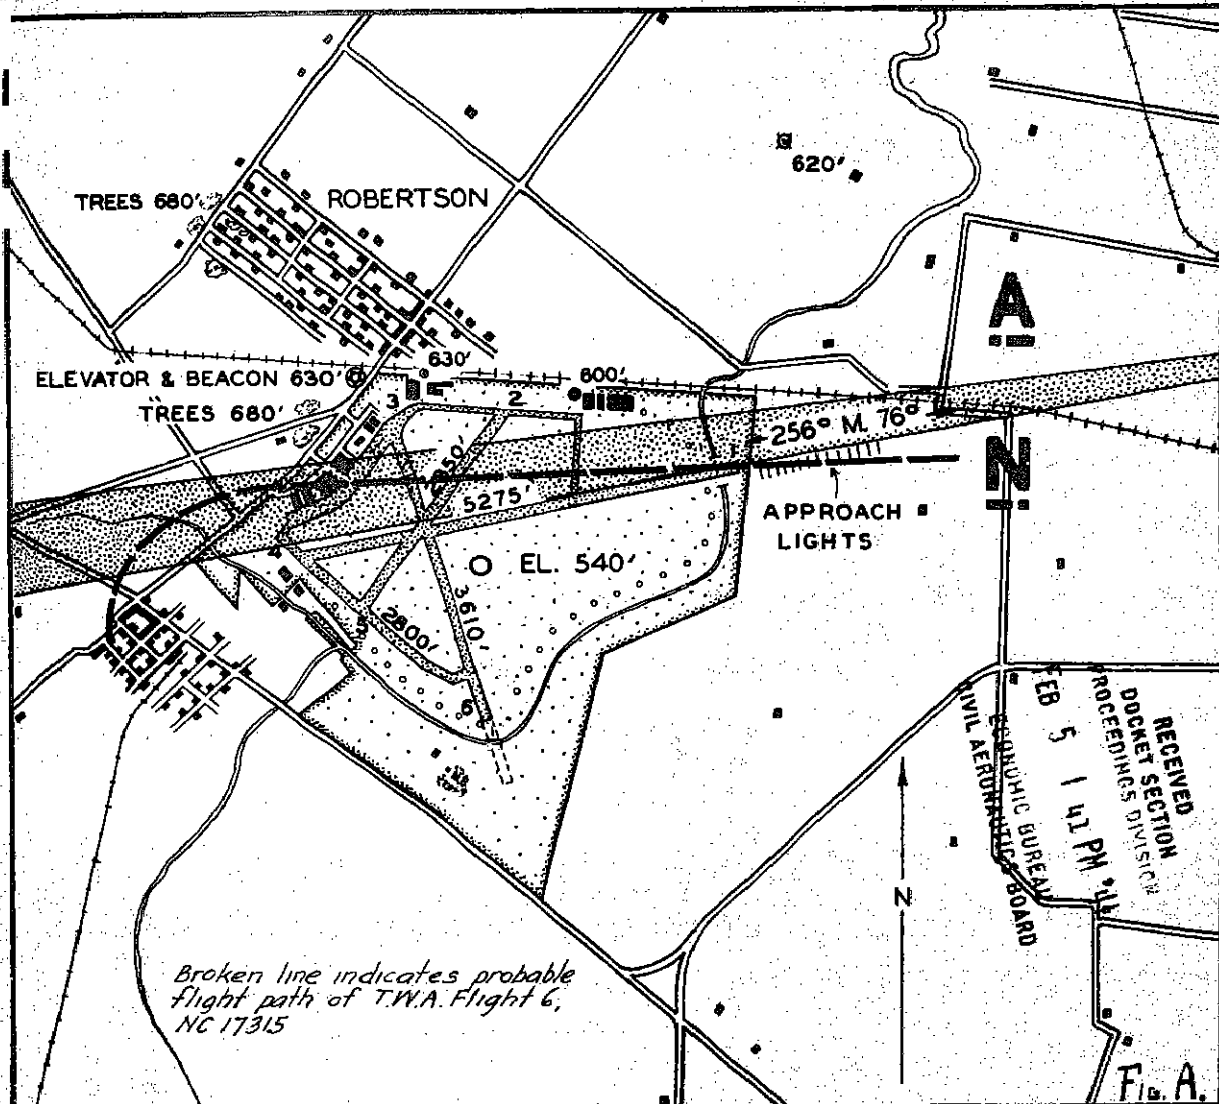 620'
TREES 680'
ROBERTSON
A
630'
ELEVATOR & BEACON 630'
600'
TREES 680'
3
2
256° M. 76°
N
5275'
APPROACH
LIGHTS
EL. 540'
4
3610'
2800'
6
RECEIVED
DOCKET SECTION
PROCEEDINGS DIVISION
FEB 5 1 41 PM
ECONOMIC BUREAU
CIVIL AERONAUTICS BOARD
N
Broken line indicates probable
flight path of T.W.A. Flight 6,
NC 17315
FIG. A.